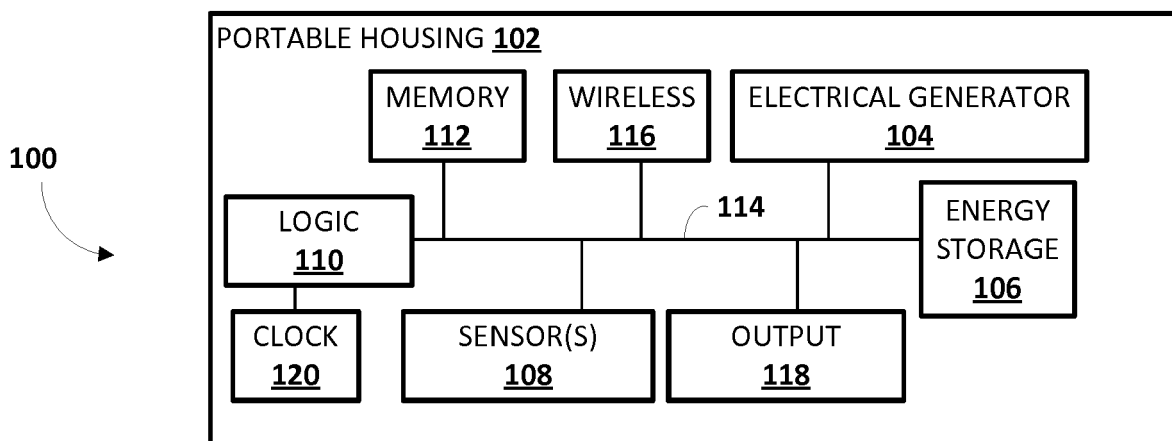 PORTABLE HOUSING 102
MEMORY
112
WIRELESS
116
ELECTRICAL GENERATOR
104
100
LOGIC
110
114
ENERGY
STORAGE
106
CLOCK
120
SENSOR(S)
108
OUTPUT
118